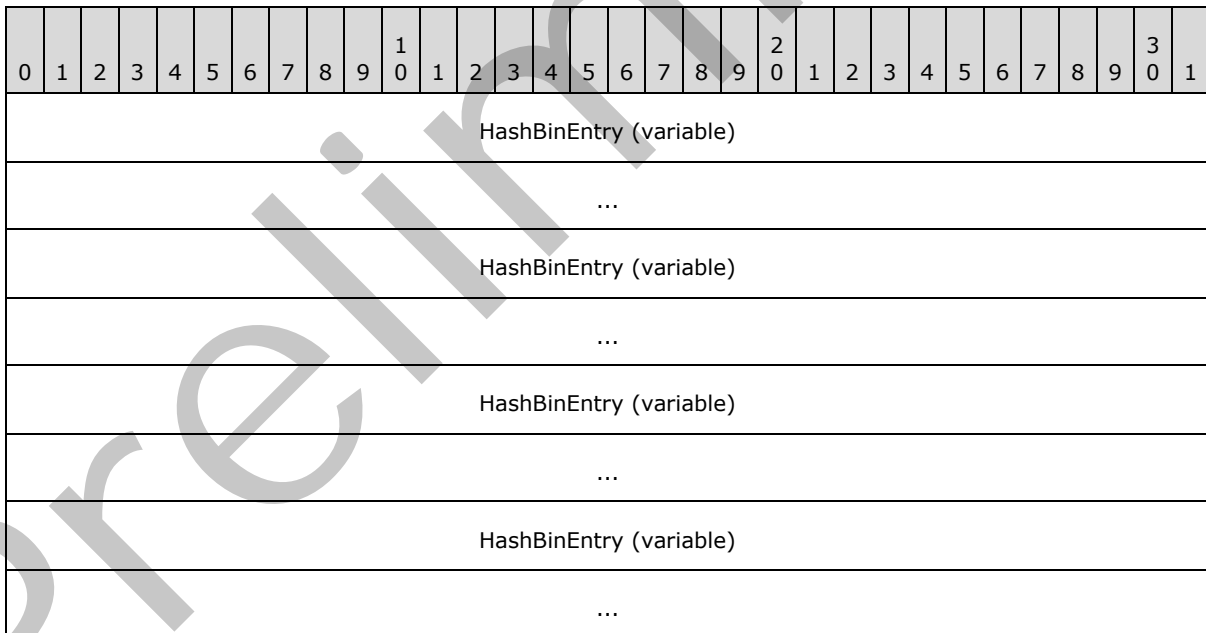 1 2 3
0 1 2 3 4 5 6 7 8 9 0 1 2 3 4 5 6 7 8 9 0 1 2 3 4 5 6 7 8 9 0 1
HashBinEntry (variable)
...
HashBinEntry (variable)
...
HashBinEntry (variable)
...
HashBinEntry (variable)
...
Prelim